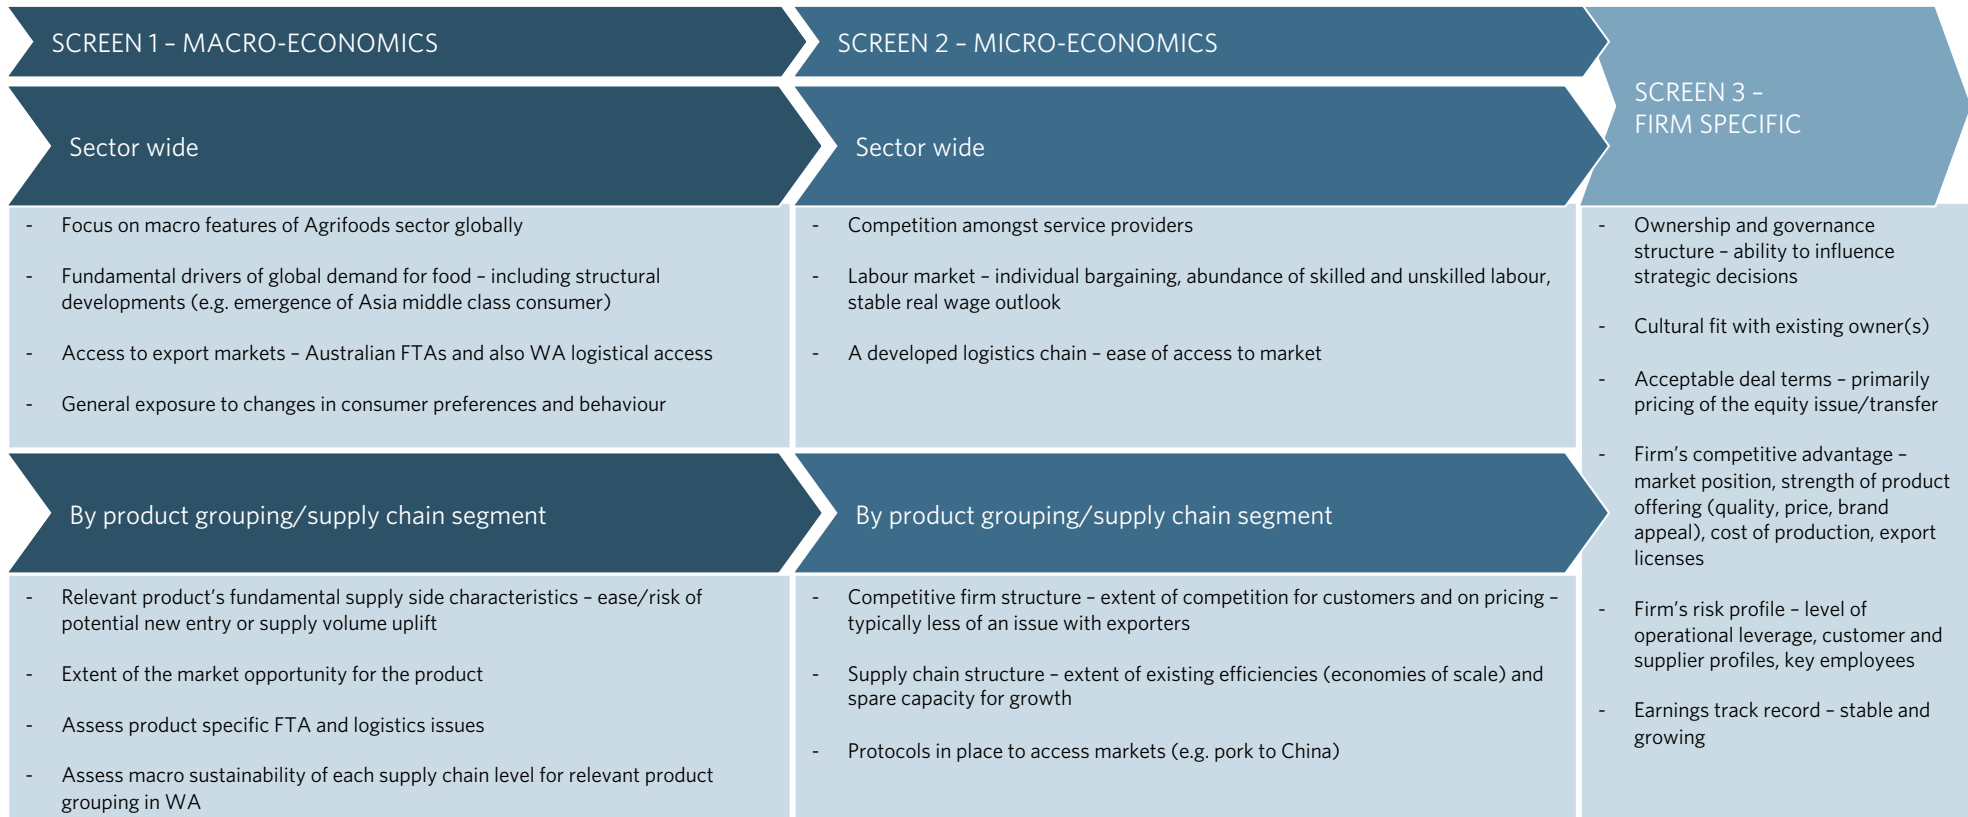 SCREEN 1 – MACRO-ECONOMICS
Sector wide
- Focus on macro features of Agrifoods sector globally
- Fundamental drivers of global demand for food – including structural
developments (e.g. emergence of Asia middle class consumer)
- Access to export markets – Australian FTAs and also WA logistical access
- General exposure to changes in consumer preferences and behaviour
By product grouping/supply chain segment
- Relevant product's fundamental supply side characteristics – ease/risk of
potential new entry or supply volume uplift
- Extent of the market opportunity for the product
- Assess product specific FTA and logistics issues
- Assess macro sustainability of each supply chain level for relevant product
grouping in WA
SCREEN 2 – MICRO-ECONOMICS
Sector wide
- Competition amongst service providers
- Labour market – individual bargaining, abundance of skilled and unskilled labour,
stable real wage outlook
- A developed logistics chain – ease of access to market
By product grouping/supply chain segment
- Competitive firm structure – extent of competition for customers and on pricing –
typically less of an issue with exporters
- Supply chain structure – extent of existing efficiencies (economies of scale) and
spare capacity for growth
- Protocols in place to access markets (e.g. pork to China)
SCREEN 3 –
FIRM SPECIFIC
- Ownership and governance
structure – ability to influence
strategic decisions
- Cultural fit with existing owner(s)
- Acceptable deal terms – primarily
pricing of the equity issue/transfer
- Firm's competitive advantage –
market position, strength of product
offering (quality, price, brand
appeal), cost of production, export
licenses
- Firm's risk profile – level of
operational leverage, customer and
supplier profiles, key employees
- Earnings track record – stable and
growing